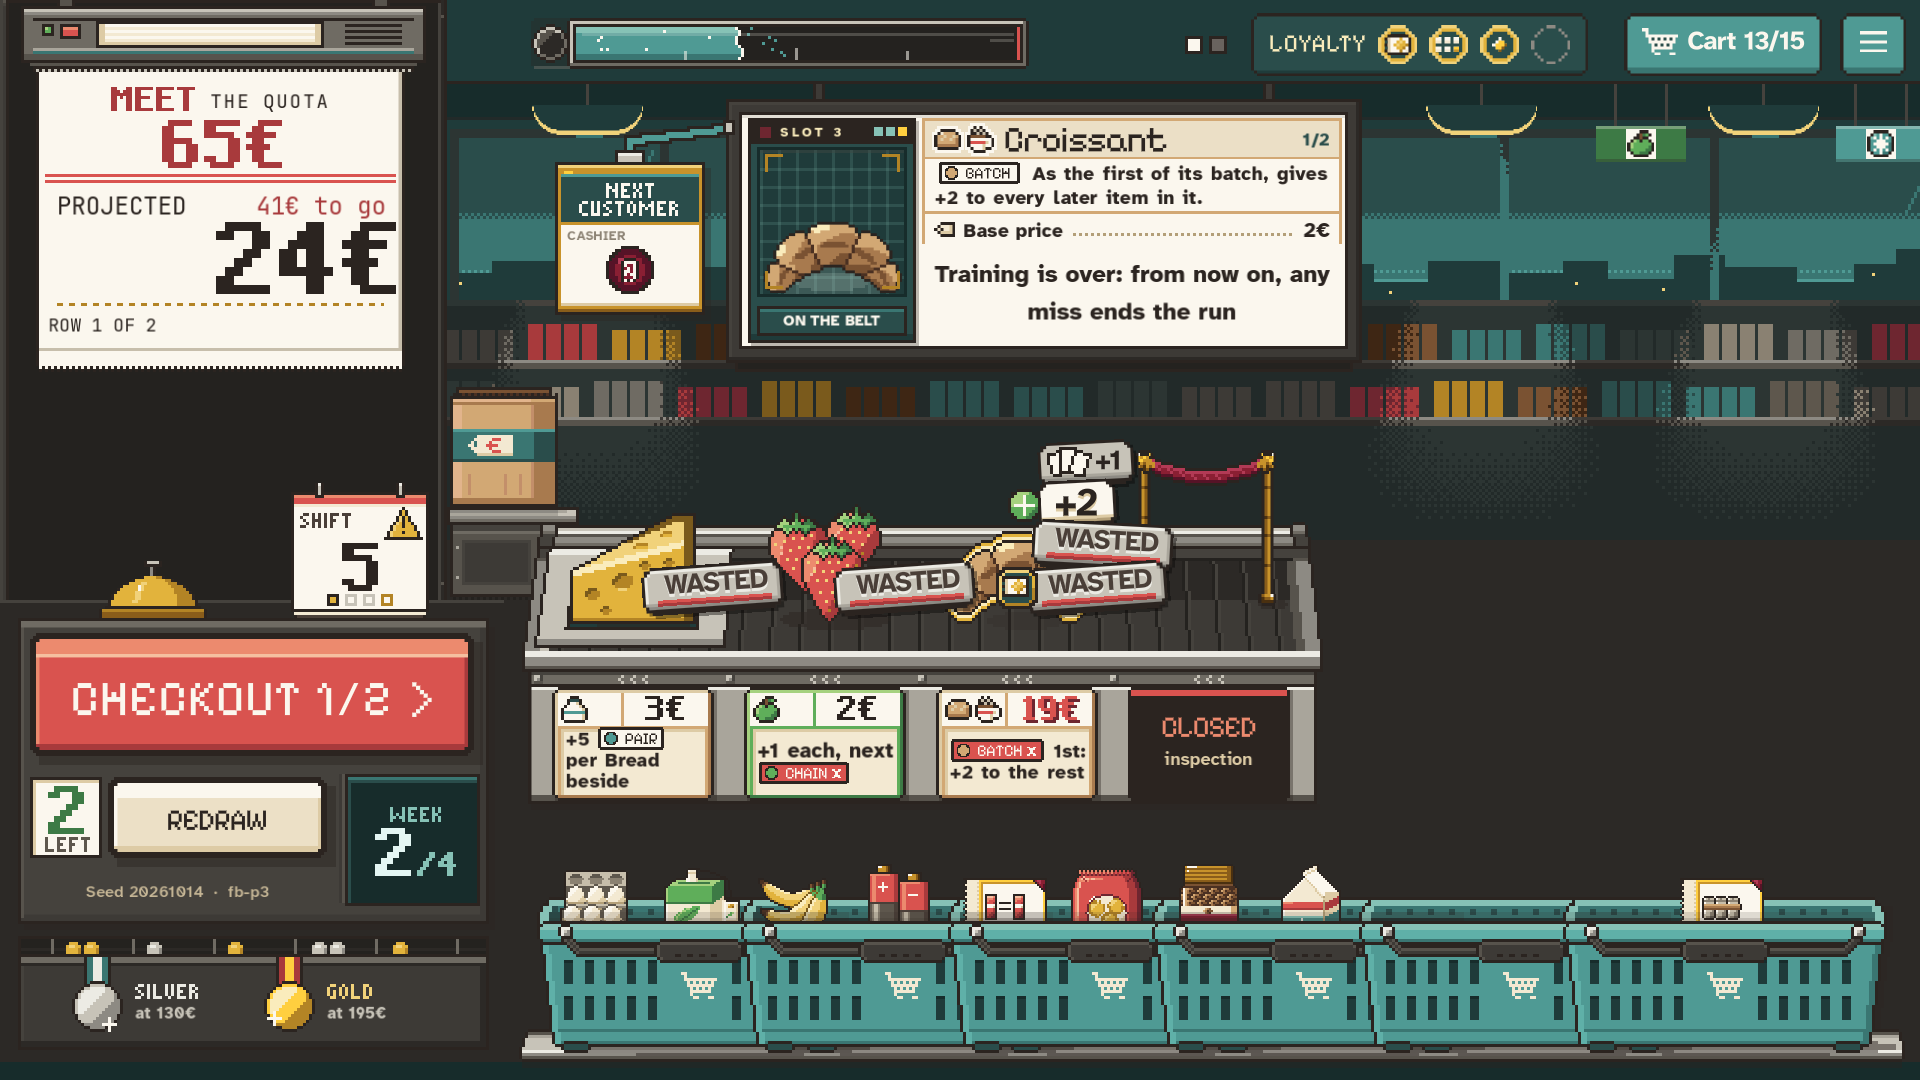 MEET THE QUOTA
65€
PROJECTED 41€ to go
24€
ROW 1 OF 2
SHIFT
5
CHECKOUT 1/2 >
2
LEFT
REDRAW
WEEK
2/4
Seed 20261014 · fb-p3
SILVER
at 130€
GOLD
at 195€
LOYALTY
Cart 13/15
NEXT
CUSTOMER
CASHIER
SLOT 3
ON THE BELT
Croissant 1/2
BATCH As the first of its batch, gives
+2 to every later item in it.
Base price 2€
Training is over: from now on, any
miss ends the run
€
+1
+2
WASTED
WASTED
WASTED
WASTED
3€
+5 PAIR
per Bread
beside
2€
+1 each, next
CHAIN x
19€
BATCH x 1st:
+2 to the rest
CLOSED
inspection